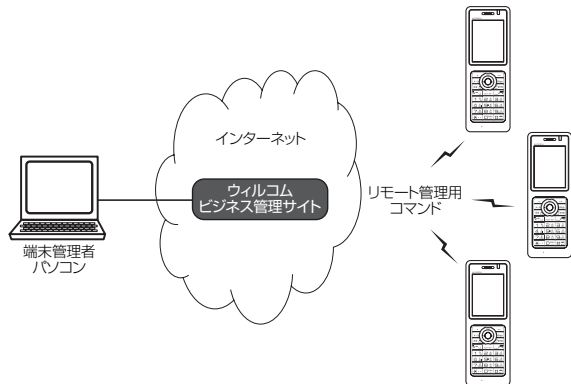 インターネット
ウィルコム
ビジネス管理サイト
リモート管理用
コマンド
端末管理者
パソコン